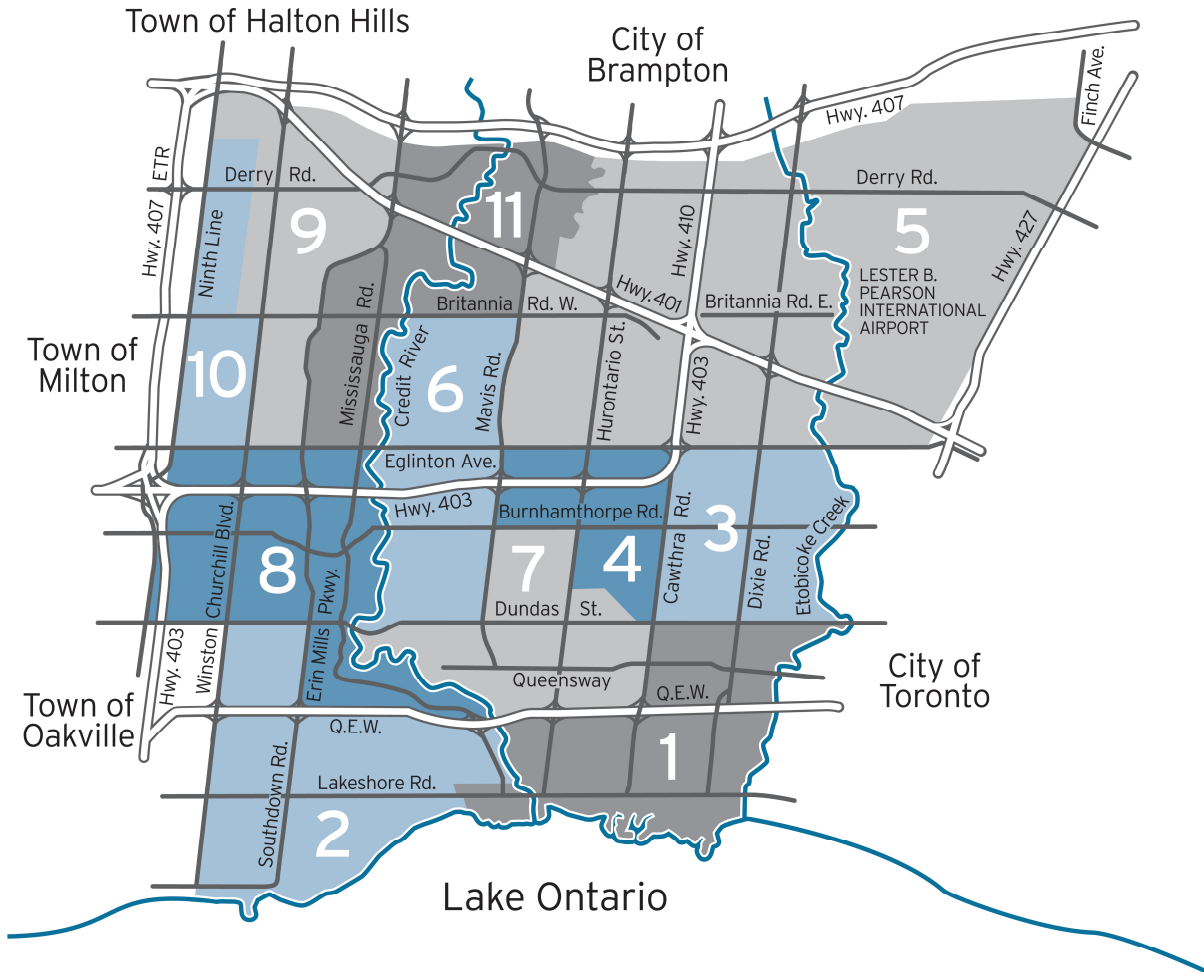 Town of Halton Hills
City of
Brampton
Finch Ave.
Hwy. 407
Hwy. 407 ETR
Derry Rd.
Derry Rd.
11
9
5
Ninth Line
Hwy. 410
Hwy. 427
LESTER B.
PEARSON
INTERNATIONAL
AIRPORT
Mississauga Rd.
Britannia Rd. W.
Hwy. 401
Britannia Rd. E.
Town of
Milton
10
Credit River
6
Mavis Rd.
Hurontario St.
Hwy. 403
Eglinton Ave.
Hwy. 403
Burnhamthorpe Rd.
Winston Churchill Blvd.
8
Erin Mills Pkwy.
7
4
Cawthra Rd.
3
Dixie Rd.
Etobicoke Creek
Dundas St.
Hwy. 403
City of
Toronto
Queensway
Q.E.W.
Town of
Oakville
Q.E.W.
1
Southdown Rd.
Lakeshore Rd.
2
Lake Ontario